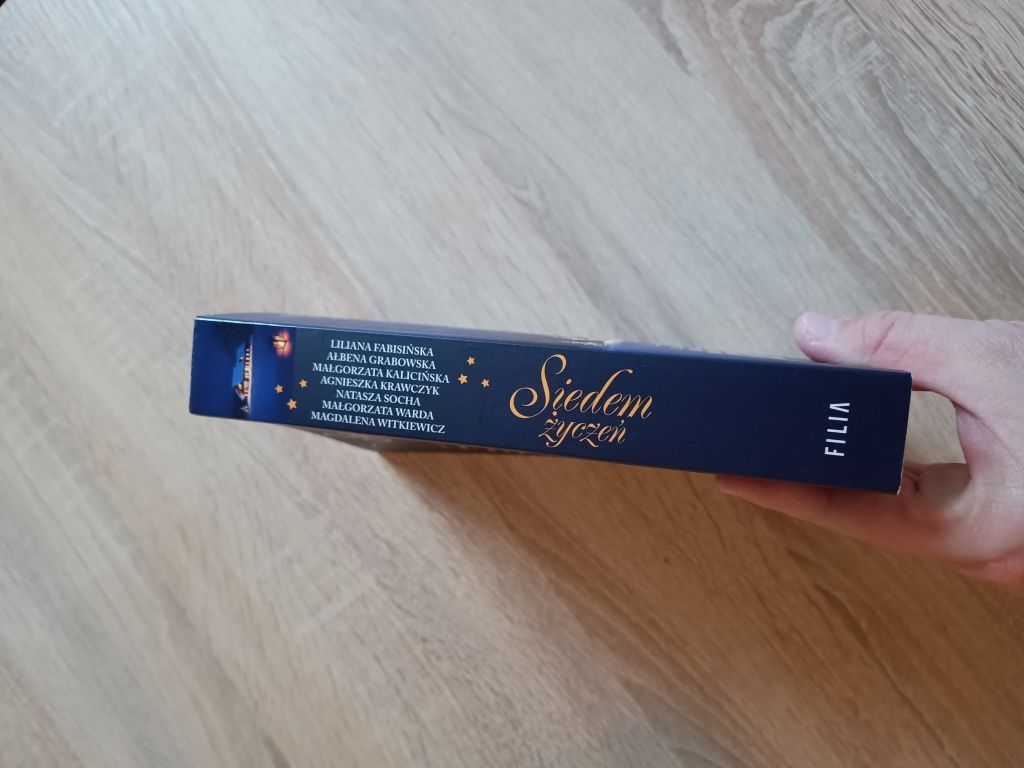 LILIANA FABISIŃSKA
AŁBENA GRABOWSKA
MAŁGORZATA KALICIŃSKA
AGNIESZKA KRAWCZYK
NATASZA SOCHA
MAŁGORZATA WARDA
MAGDALENA WITKIEWICZ
Siedem
życzeń
FILIA